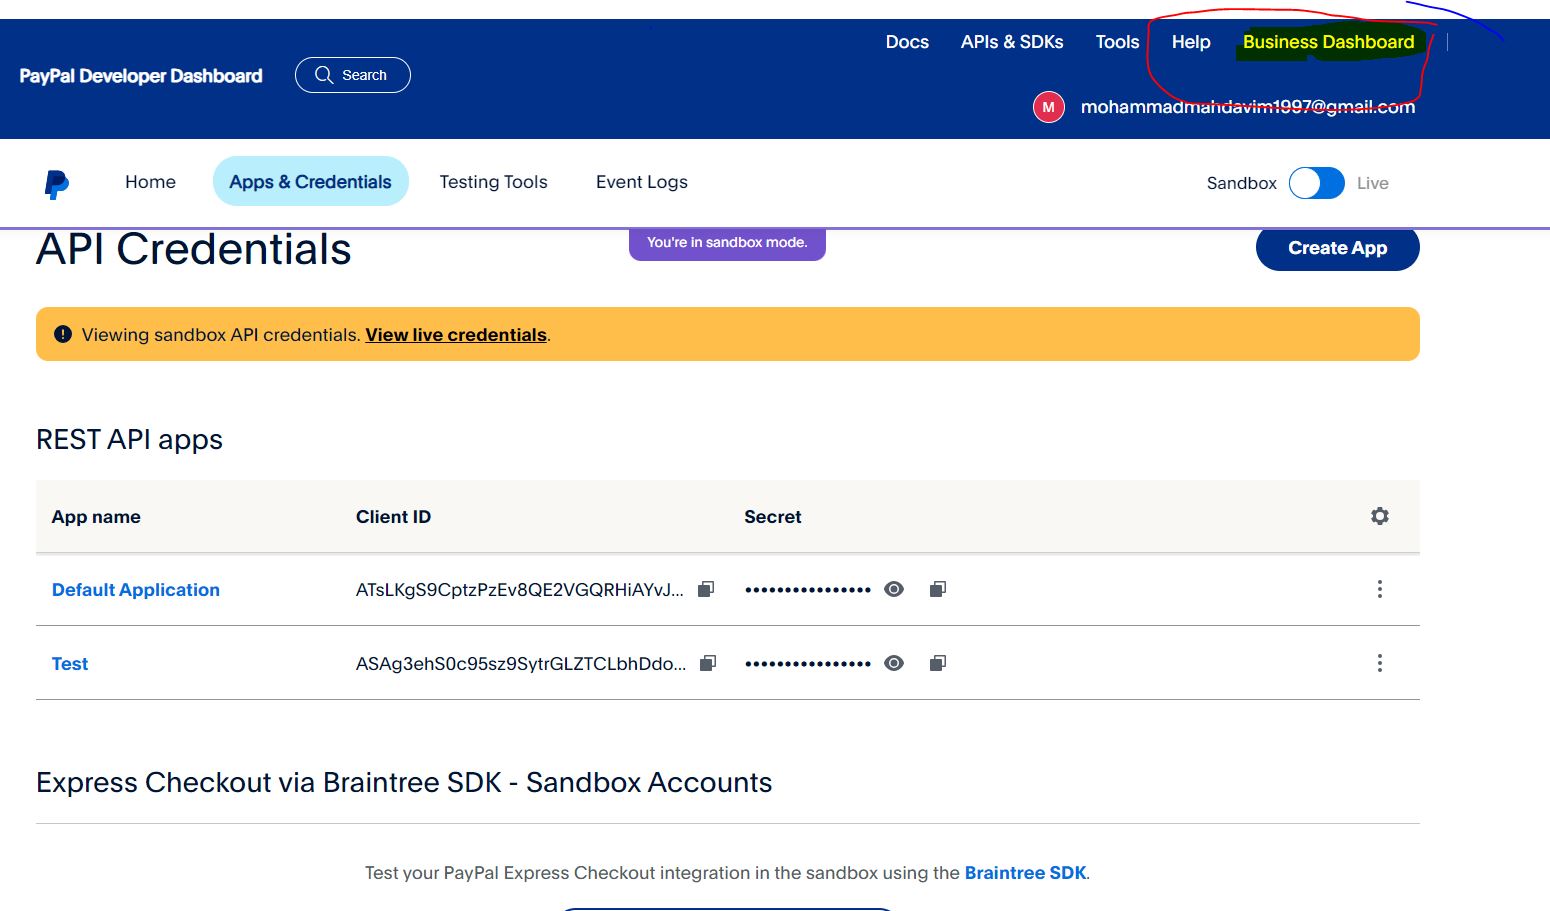 Docs APIs & SDKs Tools Help Business Dashboard
PayPal Developer Dashboard Search
M mohammadmahdavim1997@gmail.com
Home Apps & Credentials Testing Tools Event Logs Sandbox Live
API Credentials You're in sandbox mode. Create App
Viewing sandbox API credentials. View live credentials.
REST API apps
App name Client ID Secret
Default Application ATsLKgS9CptzPzEv8QE2VGQRHiAYvJ... ••••••••••••••••
Test ASAg3ehS0c95sz9SytrGLZTCLbhDdo... ••••••••••••••••
Express Checkout via Braintree SDK - Sandbox Accounts
Test your PayPal Express Checkout integration in the sandbox using the Braintree SDK.